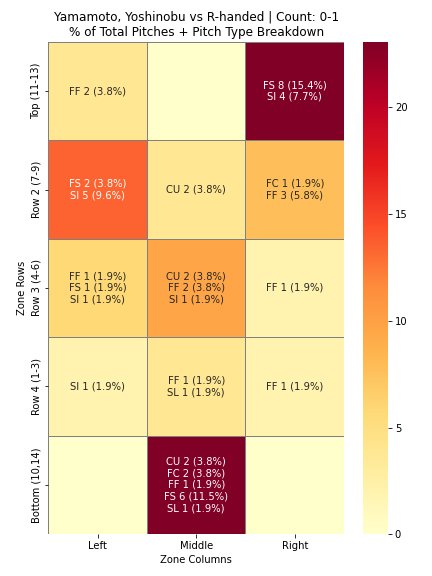 Yamamoto, Yoshinobu vs R-handed | Count: 0-1
% of Total Pitches + Pitch Type Breakdown
Zone Rows
Top (11-13)
FF 2 (3.8%)
FS 8 (15.4%)
SI 4 (7.7%)
Row 2 (7-9)
FS 2 (3.8%)
SI 5 (9.6%)
CU 2 (3.8%)
FC 1 (1.9%)
FF 3 (5.8%)
Row 3 (4-6)
FF 1 (1.9%)
FS 1 (1.9%)
SI 1 (1.9%)
CU 2 (3.8%)
FF 2 (3.8%)
SI 1 (1.9%)
FF 1 (1.9%)
Row 4 (1-3)
SI 1 (1.9%)
FF 1 (1.9%)
SL 1 (1.9%)
FF 1 (1.9%)
Bottom (10,14)
CU 2 (3.8%)
FC 2 (3.8%)
FF 1 (1.9%)
FS 6 (11.5%)
SL 1 (1.9%)
Left
Middle
Right
Zone Columns
20
15
10
5
0